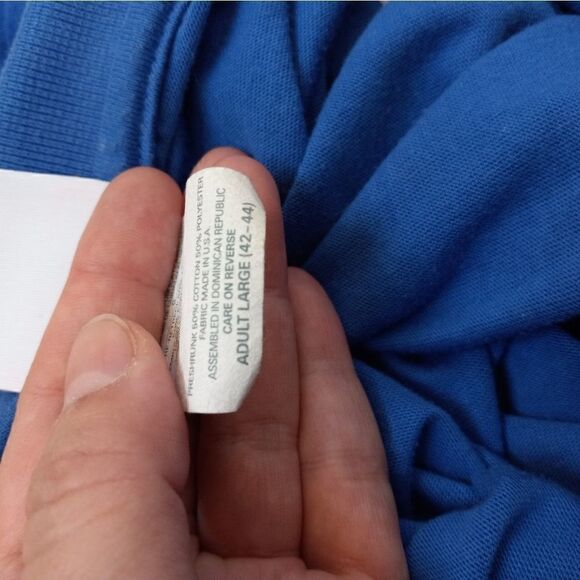 PRESHRUNK 50% COTTON 50% POLYESTER
FABRIC MADE IN U.S.A.
ASSEMBLED IN DOMINICAN REPUBLIC
CARE ON REVERSE
ADULT LARGE (42-44)